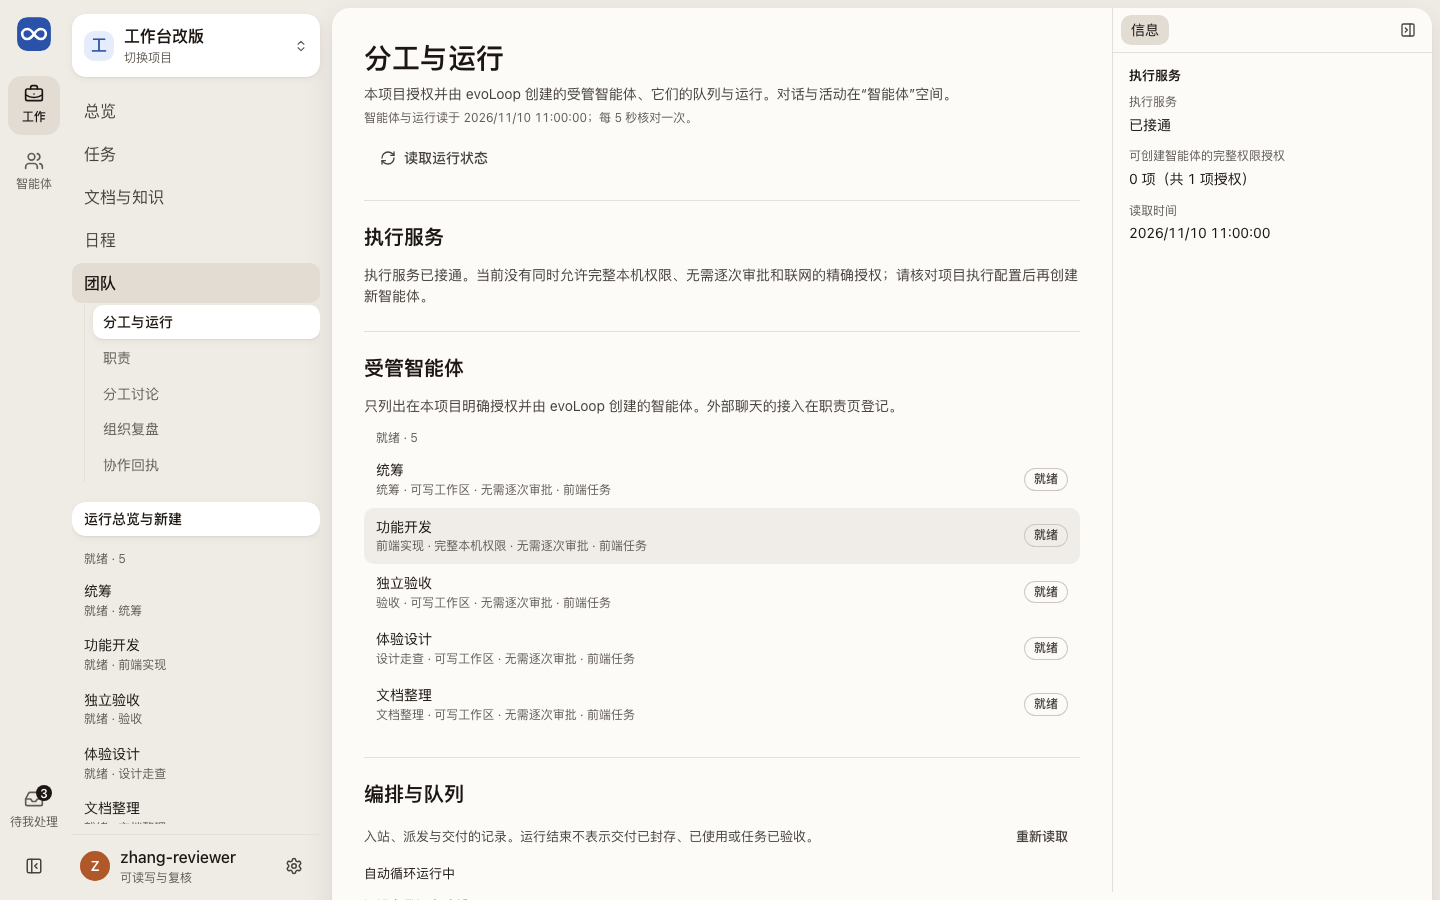 工作
智能体
3
待我处理
工
工作台改版
切换项目
总览
任务
文档与知识
日程
团队
分工与运行
职责
分工讨论
组织复盘
协作回执
运行总览与新建
就绪 · 5
统筹
就绪 · 统筹
功能开发
就绪 · 前端实现
独立验收
就绪 · 验收
体验设计
就绪 · 设计走查
文档整理
Z
zhang-reviewer
可读写与复核
分工与运行
本项目授权并由 evoLoop 创建的受管智能体、它们的队列与运行。对话与活动在“智能体”空间。
智能体与运行读于 2026/11/10 11:00:00；每 5 秒核对一次。
读取运行状态
执行服务
执行服务已接通。当前没有同时允许完整本机权限、无需逐次审批和联网的精确授权；请核对项目执行配置后再创建
新智能体。
受管智能体
只列出在本项目明确授权并由 evoLoop 创建的智能体。外部聊天的接入在职责页登记。
就绪 · 5
统筹
统筹 · 可写工作区 · 无需逐次审批 · 前端任务
就绪
功能开发
前端实现 · 完整本机权限 · 无需逐次审批 · 前端任务
就绪
独立验收
验收 · 可写工作区 · 无需逐次审批 · 前端任务
就绪
体验设计
设计走查 · 可写工作区 · 无需逐次审批 · 前端任务
就绪
文档整理
文档整理 · 可写工作区 · 无需逐次审批 · 前端任务
就绪
编排与队列
入站、派发与交付的记录。运行结束不表示交付已封存、已使用或任务已验收。
重新读取
自动循环运行中
信息
执行服务
执行服务
已接通
可创建智能体的完整权限授权
0 项（共 1 项授权）
读取时间
2026/11/10 11:00:00